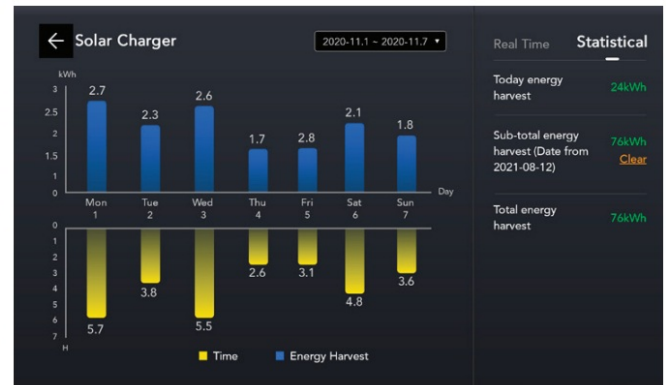 Solar Charger
2020-11.1 ~ 2020-11.7
Real Time Statistical
kWh
3
2.5
2
1.5
1
0
2.7 2.3 2.6 1.7 2.8 2.1 1.8
Day
Mon Tue Wed Thu Fri Sat Sun
1 2 3 4 5 6 7
0
1
2
3
4
5
6
7
H
5.7 3.8 5.5 2.6 3.1 4.8 3.6
Time Energy Harvest
Today energy
harvest
24kWh
Sub-total energy
harvest (Date from
2021-08-12)
76kWh
Clear
Total energy
harvest
76kWh